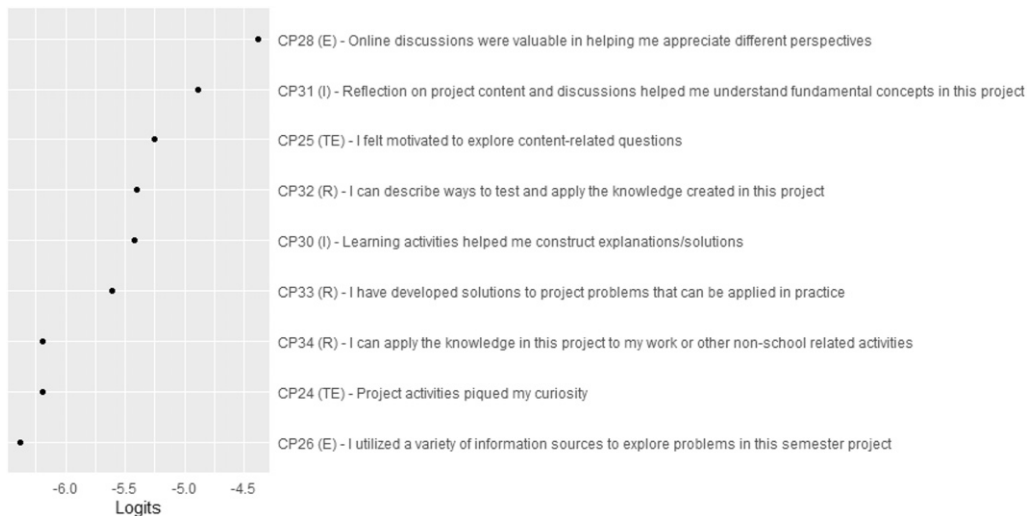 CP28 (E) - Online discussions were valuable in helping me appreciate different perspectives
CP31 (I) - Reflection on project content and discussions helped me understand fundamental concepts in this project
CP25 (TE) - I felt motivated to explore content-related questions
CP32 (R) - I can describe ways to test and apply the knowledge created in this project
CP30 (I) - Learning activities helped me construct explanations/solutions
CP33 (R) - I have developed solutions to project problems that can be applied in practice
CP34 (R) - I can apply the knowledge in this project to my work or other non-school related activities
CP24 (TE) - Project activities piqued my curiosity
CP26 (E) - I utilized a variety of information sources to explore problems in this semester project
-6.0 -5.5 -5.0 -4.5
Logits